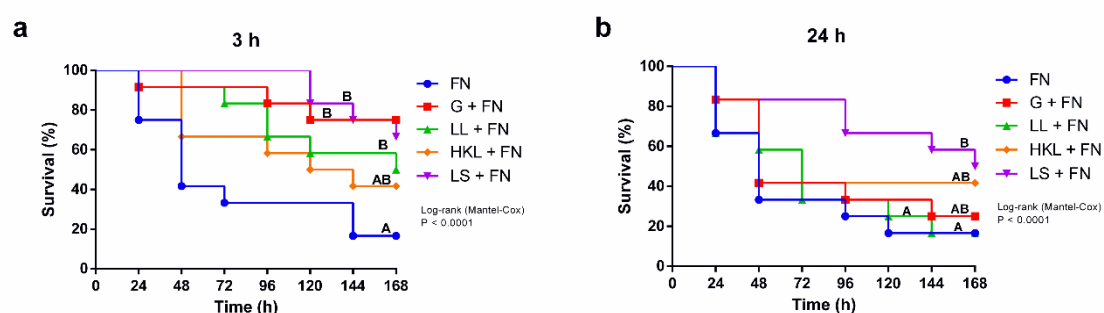 a
3 h
Survival (%)
100
80
60
40
20
0
0 24 48 72 96 120 144 168
Time (h)
B
B
B
AB
A
FN
G + FN
LL + FN
HKL + FN
LS + FN
Log-rank (Mantel-Cox)
P < 0.0001
b
24 h
Survival (%)
100
80
60
40
20
0
0 24 48 72 96 120 144 168
Time (h)
B
AB
A
AB
A
FN
G + FN
LL + FN
HKL + FN
LS + FN
Log-rank (Mantel-Cox)
P < 0.0001